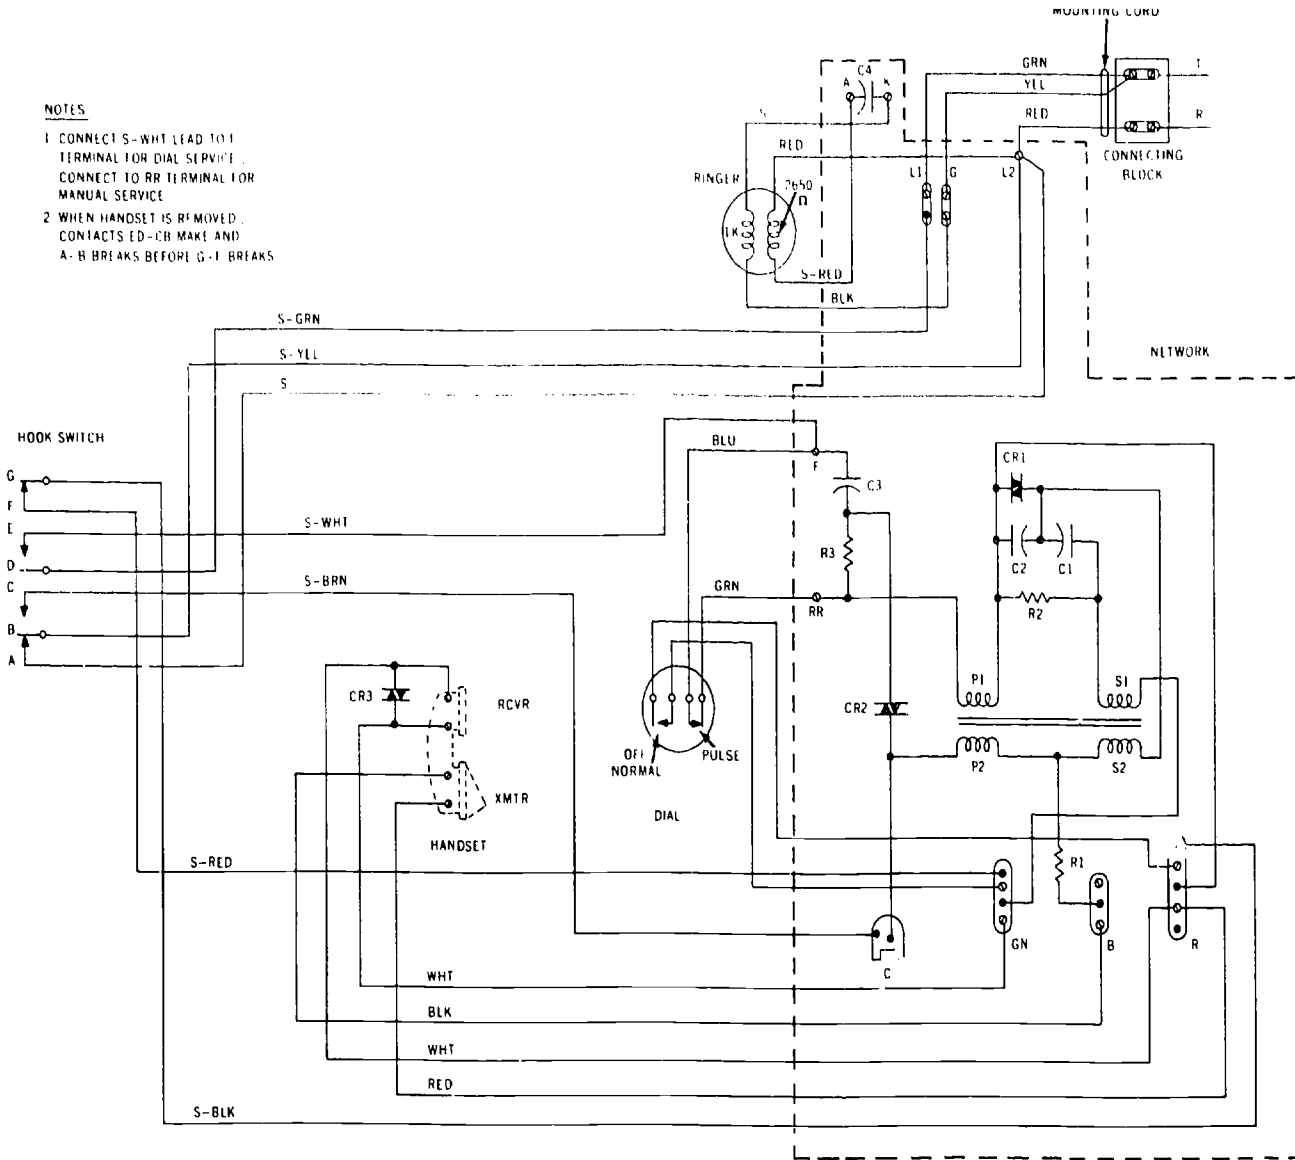 MOUNTING CORD
GRN
T
YEL
RED
R
CONNECTING
BLOCK
A
C4
K
S
RED
L1
G
L2
RINGER
2650
Ω
1K
S-RED
BLK
NOTES
1 CONNECT S-WHT LEAD TO F
TERMINAL FOR DIAL SERVICE.
CONNECT TO RR TERMINAL FOR
MANUAL SERVICE
2 WHEN HANDSET IS REMOVED.
CONTACTS ED-CB MAKE AND
A-B BREAKS BEFORE G-F BREAKS
S-GRN
S-YEL
S
NETWORK
HOOK SWITCH
G
F
E
D
C
B
A
S-WHT
S-BRN
BLU
F
C3
R3
GRN
RR
CR1
C2
C1
R2
P1
S1
P2
S2
CR2
CR3
RCVR
XMTR
HANDSET
OFF
NORMAL
PULSE
DIAL
S-RED
R1
GN
B
R
C
WHT
BLK
WHT
RED
S-BLK